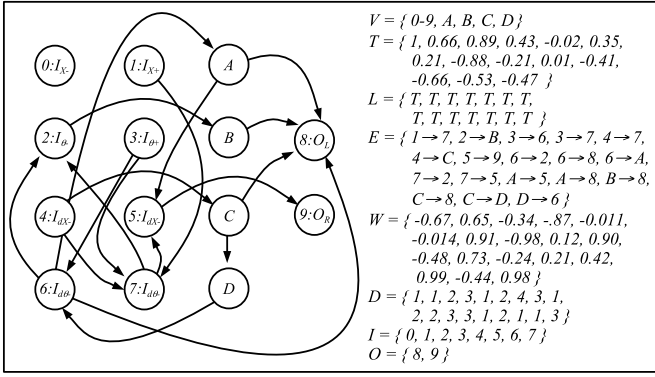 0:I_X-
1:I_X+
A
2:I_θ-
3:I_θ+
B
8:O_L
4:I_dX-
5:I_dX-
C
9:O_R
6:I_dθ-
7:I_dθ-
D
V = { 0-9, A, B, C, D}
T = { 1, 0.66, 0.89, 0.43, -0.02, 0.35,
0.21, -0.88, -0.21, 0.01, -0.41,
-0.66, -0.53, -0.47 }
L = { T, T, T, T, T, T, T,
T, T, T, T, T, T, T }
E = { 1→7, 2→B, 3→6, 3→7, 4→7,
4→C, 5→9, 6→2, 6→8, 6→A,
7→2, 7→5, A→5, A→8, B→8,
C→8, C→D, D→6 }
W = { -0.67, 0.65, -0.34, -.87, -0.011,
-0.014, 0.91, -0.98, 0.12, 0.90,
-0.48, 0.73, -0.24, 0.21, 0.42,
0.99, -0.44, 0.98 }
D = { 1, 1, 2, 3, 1, 2, 4, 3, 1,
2, 2, 3, 3, 1, 2, 1, 1, 3 }
I = { 0, 1, 2, 3, 4, 5, 6, 7 }
O = { 8, 9 }